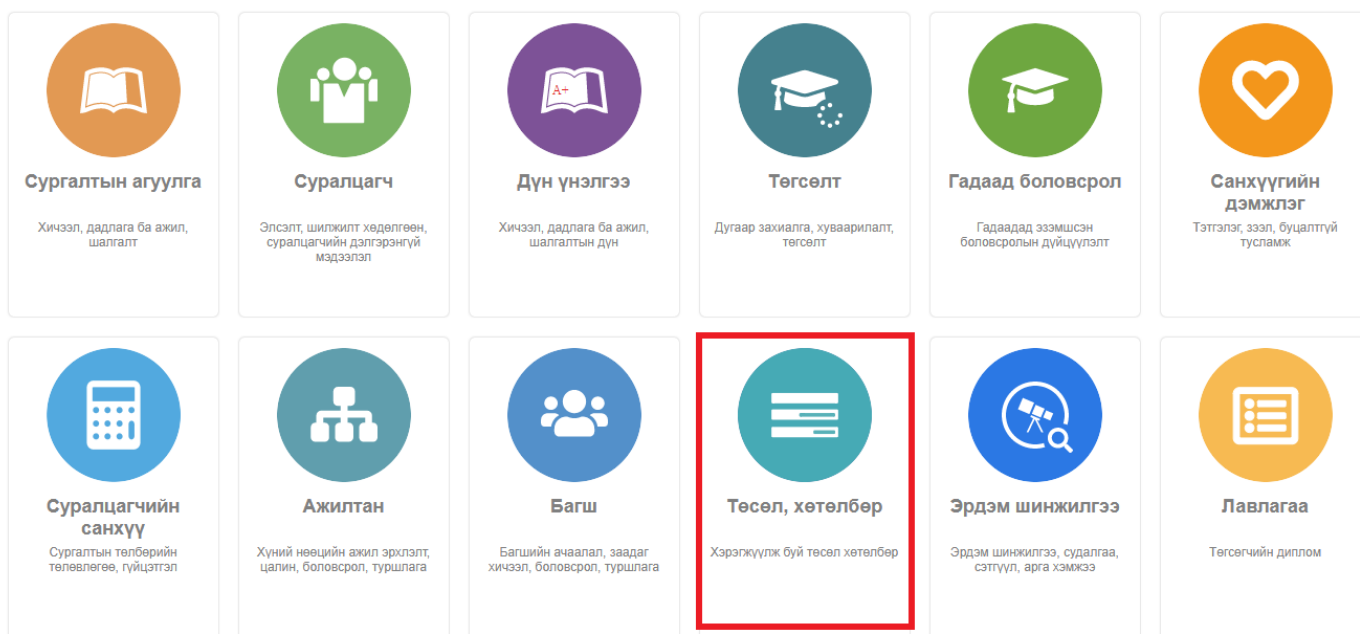 A+
Сургалтын агуулга
Хичээл, дадлага ба ажил,
шалгалт
Суралцагч
Элсэлт, шилжилт хөдөлгөөн,
суралцагчийн дэлгэрэнгүй
мэдээлэл
Дүн үнэлгээ
Хичээл, дадлага ба ажил,
шалгалтын дүн
Төгсөлт
Дугаар захиалга, хуваарилалт,
төгсөлт
Гадаад боловсрол
Гадаадад эзэмшсэн
боловсролын дүйцүүлэлт
Санхүүгийн
дэмжлэг
Тэтгэлэг, зээл, буцалтгүй
тусламж
Суралцагчийн
санхүү
Сургалтын төлбөрийн
төлөвлөгөө, гүйцэтгэл
Ажилтан
Хүний нөөцийн ажил эрхлэлт,
цалин, боловсрол, туршлага
Багш
Багшийн ачаалал, заадаг
хичээл, боловсрол, туршлага
Төсөл, хөтөлбөр
Хэрэгжүүлж буй төсөл хөтөлбөр
Эрдэм шинжилгээ
Эрдэм шинжилгээ, судалгаа,
сэтгүүл, арга хэмжээ
Лавлагаа
Төгсөгчийн диплом